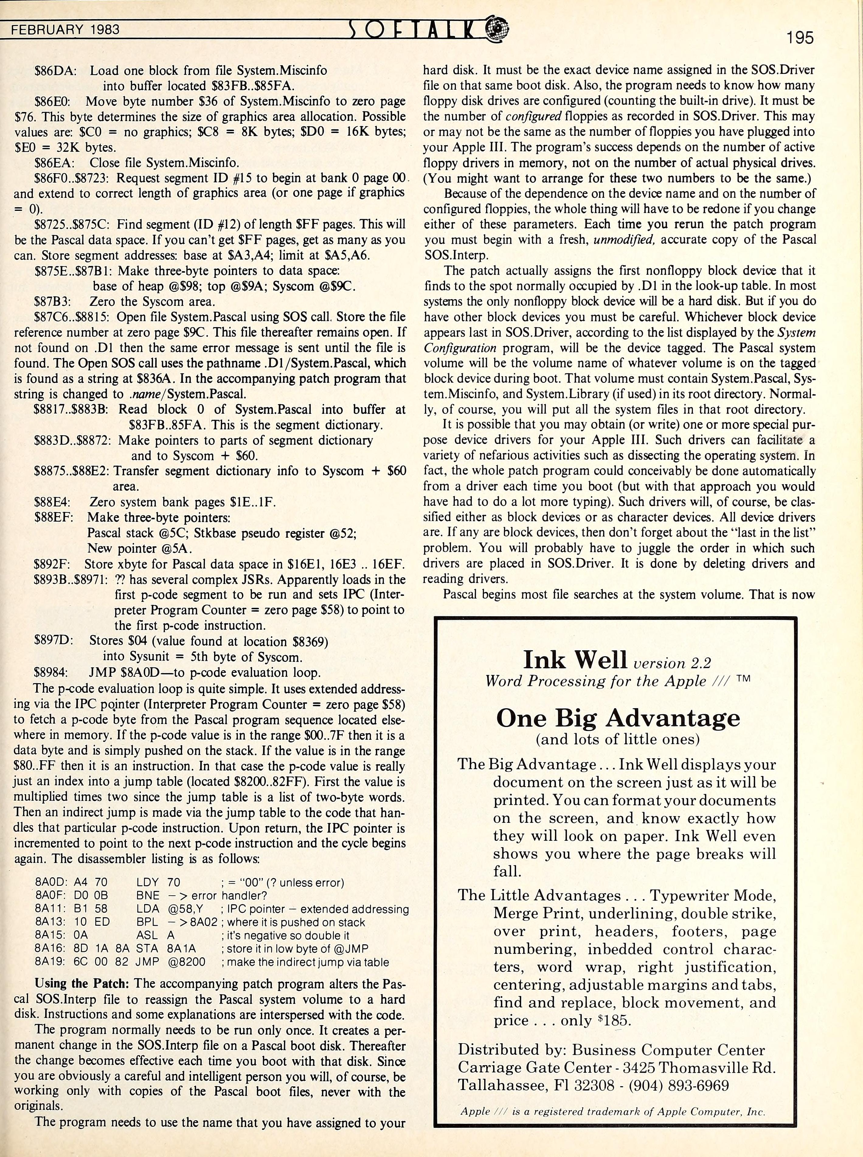 FEBRUARY 1983
SOFTALK
195
$86DA: Load one block from file System.Miscinfo
into buffer located $83FB..$85FA.
$86E0: Move byte number $36 of System.Miscinfo to zero page
$76. This byte determines the size of graphics area allocation. Possible
values are: $C0 = no graphics; $C8 = 8K bytes; $D0 = 16K bytes;
$E0 = 32K bytes.
$86EA: Close file System.Miscinfo.
$86F0..$8723: Request segment ID #15 to begin at bank 0 page 00
and extend to correct length of graphics area (or one page if graphics
= 0).
$8725..$875C: Find segment (ID #12) of length $FF pages. This will
be the Pascal data space. If you can't get $FF pages, get as many as you
can. Store segment addresses: base at $A3,A4; limit at $A5,A6.
$875E..$87B1: Make three-byte pointers to data space:
base of heap @$98; top @$9A; Syscom @$9C.
$87B3: Zero the Syscom area.
$87C6..$8815: Open file System.Pascal using SOS call. Store the file
reference number at zero page $9C. This file thereafter remains open. If
not found on .D1 then the same error message is sent until the file is
found. The Open SOS call uses the pathname .D1/System.Pascal, which
is found as a string at $836A. In the accompanying patch program that
string is changed to .name/System.Pascal.
$8817..$883B: Read block 0 of System.Pascal into buffer at
$83FB..85FA. This is the segment dictionary.
$883D..$8872: Make pointers to parts of segment dictionary
and to Syscom + $60.
$8875..$88E2: Transfer segment dictionary info to Syscom + $60
area.
$88E4: Zero system bank pages $1E..1F.
$88EF: Make three-byte pointers:
Pascal stack @5C; Stkbase pseudo register @52;
New pointer @5A.
$892F: Store xbyte for Pascal data space in $16E1, 16E3 .. 16EF.
$893B..$8971: ?? has several complex JSRs. Apparently loads in the
first p-code segment to be run and sets IPC (Inter-
preter Program Counter = zero page $58) to point to
the first p-code instruction.
$897D: Stores $04 (value found at location $8369)
into Sysunit = 5th byte of Syscom.
$8984: JMP $8A0D—to p-code evaluation loop.
The p-code evaluation loop is quite simple. It uses extended address-
ing via the IPC pointer (Interpreter Program Counter = zero page $58)
to fetch a p-code byte from the Pascal program sequence located else-
where in memory. If the p-code value is in the range $00..7F then it is a
data byte and is simply pushed on the stack. If the value is in the range
$80..FF then it is an instruction. In that case the p-code value is really
just an index into a jump table (located $8200..82FF). First the value is
multiplied times two since the jump table is a list of two-byte words.
Then an indirect jump is made via the jump table to the code that han-
dles that particular p-code instruction. Upon return, the IPC pointer is
incremented to point to the next p-code instruction and the cycle begins
again. The disassembler listing is as follows:
8A0D: A4 70 LDY 70 ; = "00" (? unless error)
8A0F: D0 0B BNE –> error handler?
8A11: B1 58 LDA @58,Y ; IPC pointer – extended addressing
8A13: 10 ED BPL –>8A02 ; where it is pushed on stack
8A15: 0A ASL A ; it's negative so double it
8A16: 8D 1A 8A STA 8A1A ; store it in low byte of @JMP
8A19: 6C 00 82 JMP @8200 ; make the indirect jump via table
Using the Patch: The accompanying patch program alters the Pas-
cal SOS.Interp file to reassign the Pascal system volume to a hard
disk. Instructions and some explanations are interspersed with the code.
The program normally needs to be run only once. It creates a per-
manent change in the SOS.Interp file on a Pascal boot disk. Thereafter
the change becomes effective each time you boot with that disk. Since
you are obviously a careful and intelligent person you will, of course, be
working only with copies of the Pascal boot files, never with the
originals.
The program needs to use the name that you have assigned to your
hard disk. It must be the exact device name assigned in the SOS.Driver
file on that same boot disk. Also, the program needs to know how many
floppy disk drives are configured (counting the built-in drive). It must be
the number of configured floppies as recorded in SOS.Driver. This may
or may not be the same as the number of floppies you have plugged into
your Apple III. The program's success depends on the number of active
floppy drivers in memory, not on the number of actual physical drives.
(You might want to arrange for these two numbers to be the same.)
Because of the dependence on the device name and on the number of
configured floppies, the whole thing will have to be redone if you change
either of these parameters. Each time you rerun the patch program
you must begin with a fresh, unmodified, accurate copy of the Pascal
SOS.Interp.
The patch actually assigns the first nonfloppy block device that it
finds to the spot normally occupied by .D1 in the look-up table. In most
systems the only nonfloppy block device will be a hard disk. But if you do
have other block devices you must be careful. Whichever block device
appears last in SOS.Driver, according to the list displayed by the System
Configuration program, will be the device tagged. The Pascal system
volume will be the volume name of whatever volume is on the tagged
block device during boot. That volume must contain System.Pascal, Sys-
tem.Miscinfo, and System.Library (if used) in its root directory. Normal-
ly, of course, you will put all the system files in that root directory.
It is possible that you may obtain (or write) one or more special pur-
pose device drivers for your Apple III. Such drivers can facilitate a
variety of nefarious activities such as dissecting the operating system. In
fact, the whole patch program could conceivably be done automatically
from a driver each time you boot (but with that approach you would
have had to do a lot more typing). Such drivers will, of course, be clas-
sified either as block devices or as character devices. All device drivers
are. If any are block devices, then don't forget about the "last in the list"
problem. You will probably have to juggle the order in which such
drivers are placed in SOS.Driver. It is done by deleting drivers and
reading drivers.
Pascal begins most file searches at the system volume. That is now
Ink Well version 2.2
Word Processing for the Apple /// ™
One Big Advantage
(and lots of little ones)
The Big Advantage . . . Ink Well displays your
document on the screen just as it will be
printed. You can format your documents
on the screen, and know exactly how
they will look on paper. Ink Well even
shows you where the page breaks will
fall.
The Little Advantages . . . Typewriter Mode,
Merge Print, underlining, double strike,
over print, headers, footers, page
numbering, inbedded control charac-
ters, word wrap, right justification,
centering, adjustable margins and tabs,
find and replace, block movement, and
price . . . only $185.
Distributed by: Business Computer Center
Carriage Gate Center - 3425 Thomasville Rd.
Tallahassee, Fl 32308 - (904) 893-6969
Apple /// is a registered trademark of Apple Computer, Inc.